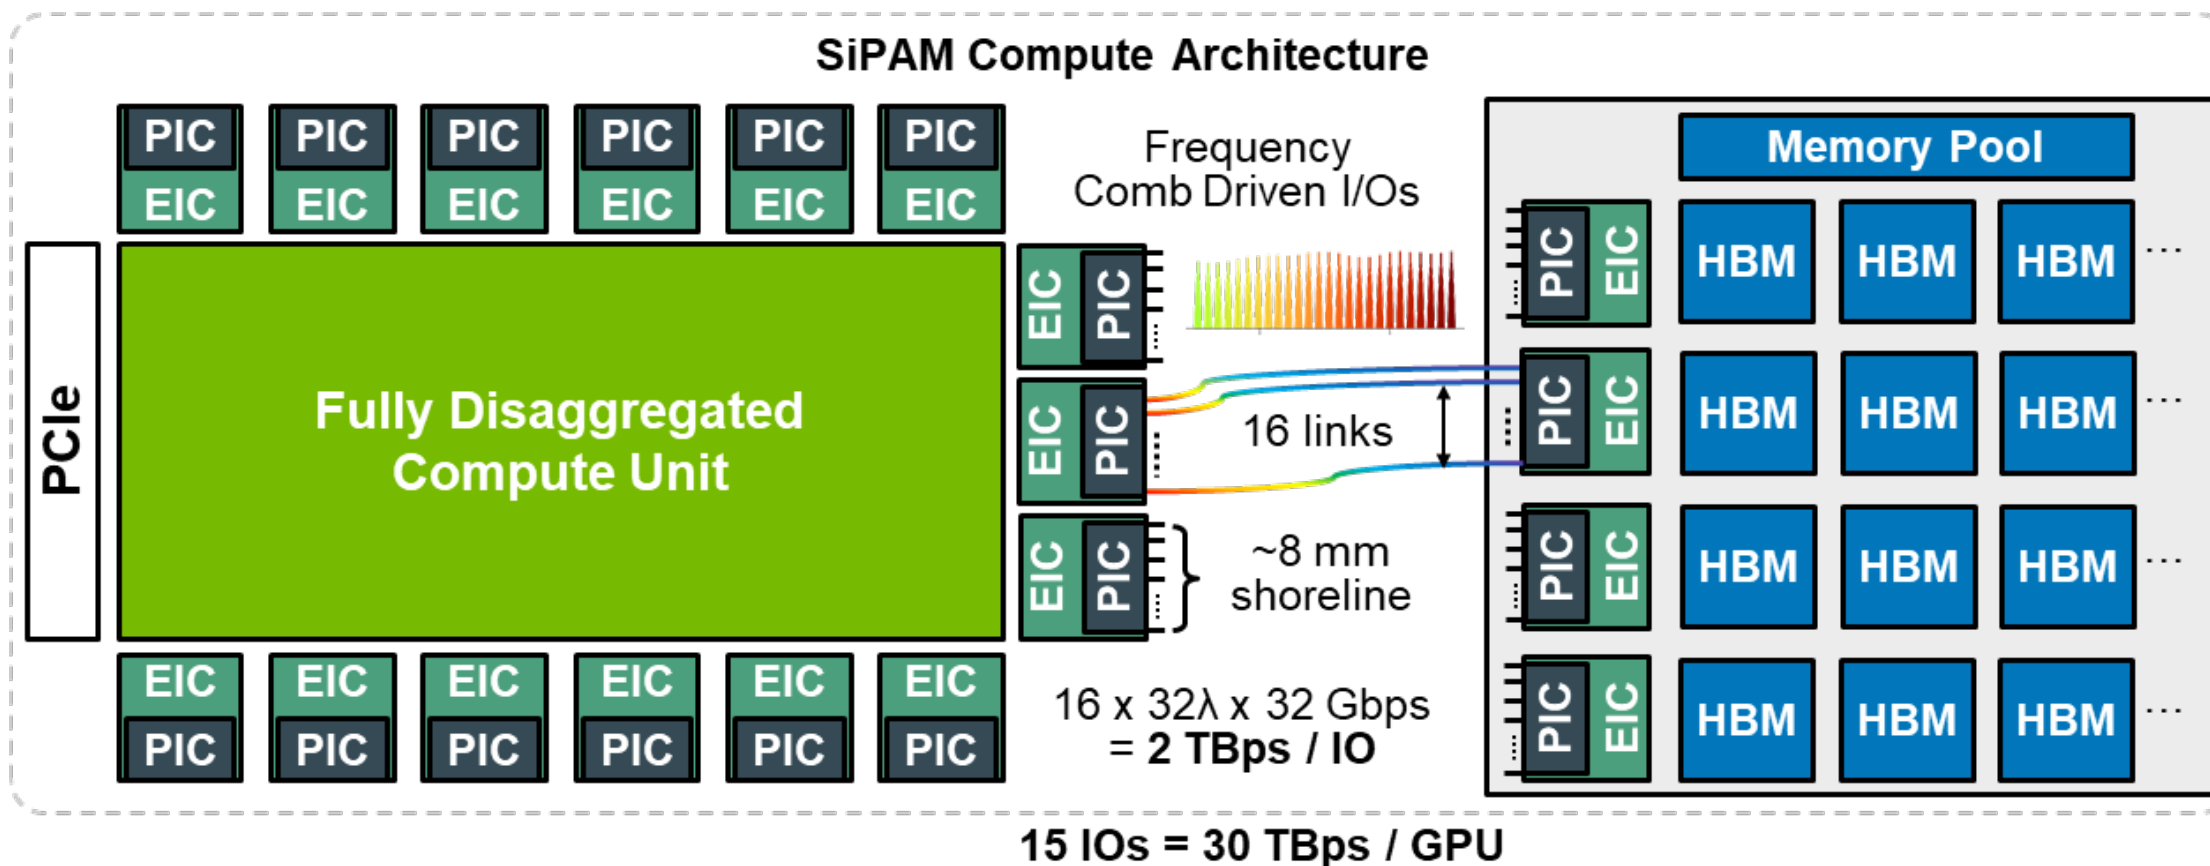 SiPAM Compute Architecture
PIC PIC PIC PIC PIC PIC
EIC EIC EIC EIC EIC EIC
PCIe
Fully Disaggregated
Compute Unit
EIC EIC EIC EIC EIC EIC
PIC PIC PIC PIC PIC PIC
Frequency
Comb Driven I/Os
EIC PIC
EIC PIC
16 links
EIC PIC
~8 mm
shoreline
16 x 32λ x 32 Gbps
= 2 TBps / IO
Memory Pool
PIC EIC HBM HBM HBM ...
PIC EIC HBM HBM HBM ...
PIC EIC HBM HBM HBM ...
PIC EIC HBM HBM HBM ...
15 IOs = 30 TBps / GPU